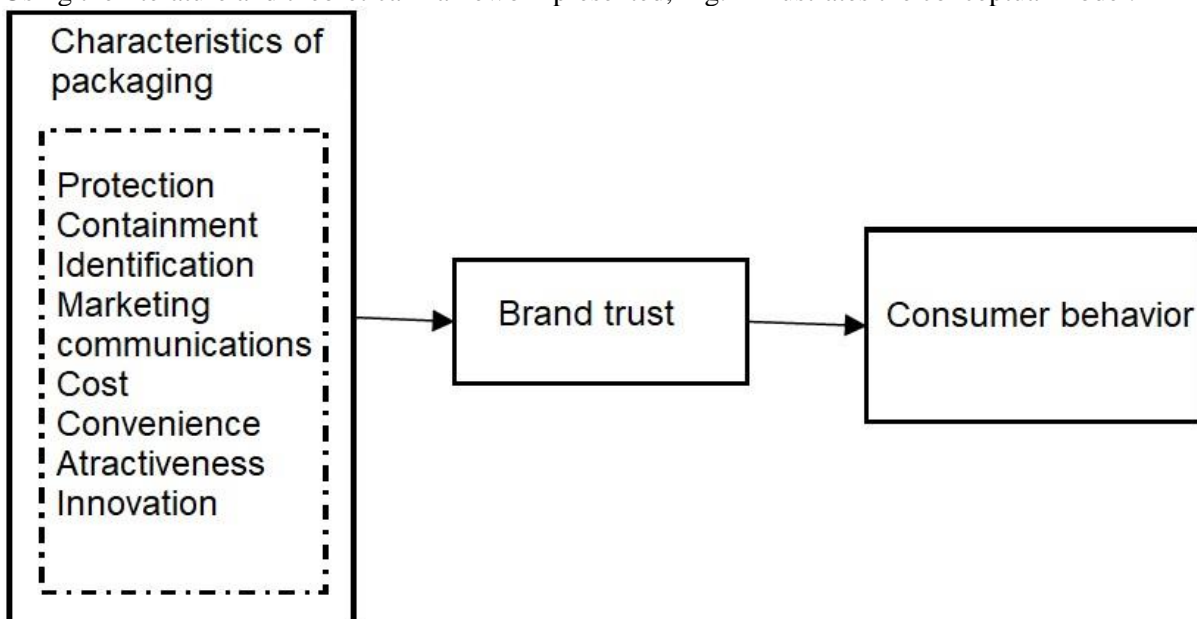 Characteristics of
packaging
Protection
Containment
Identification
Marketing
communications
Cost
Convenience
Atractiveness
Innovation
Brand trust
Consumer behavior